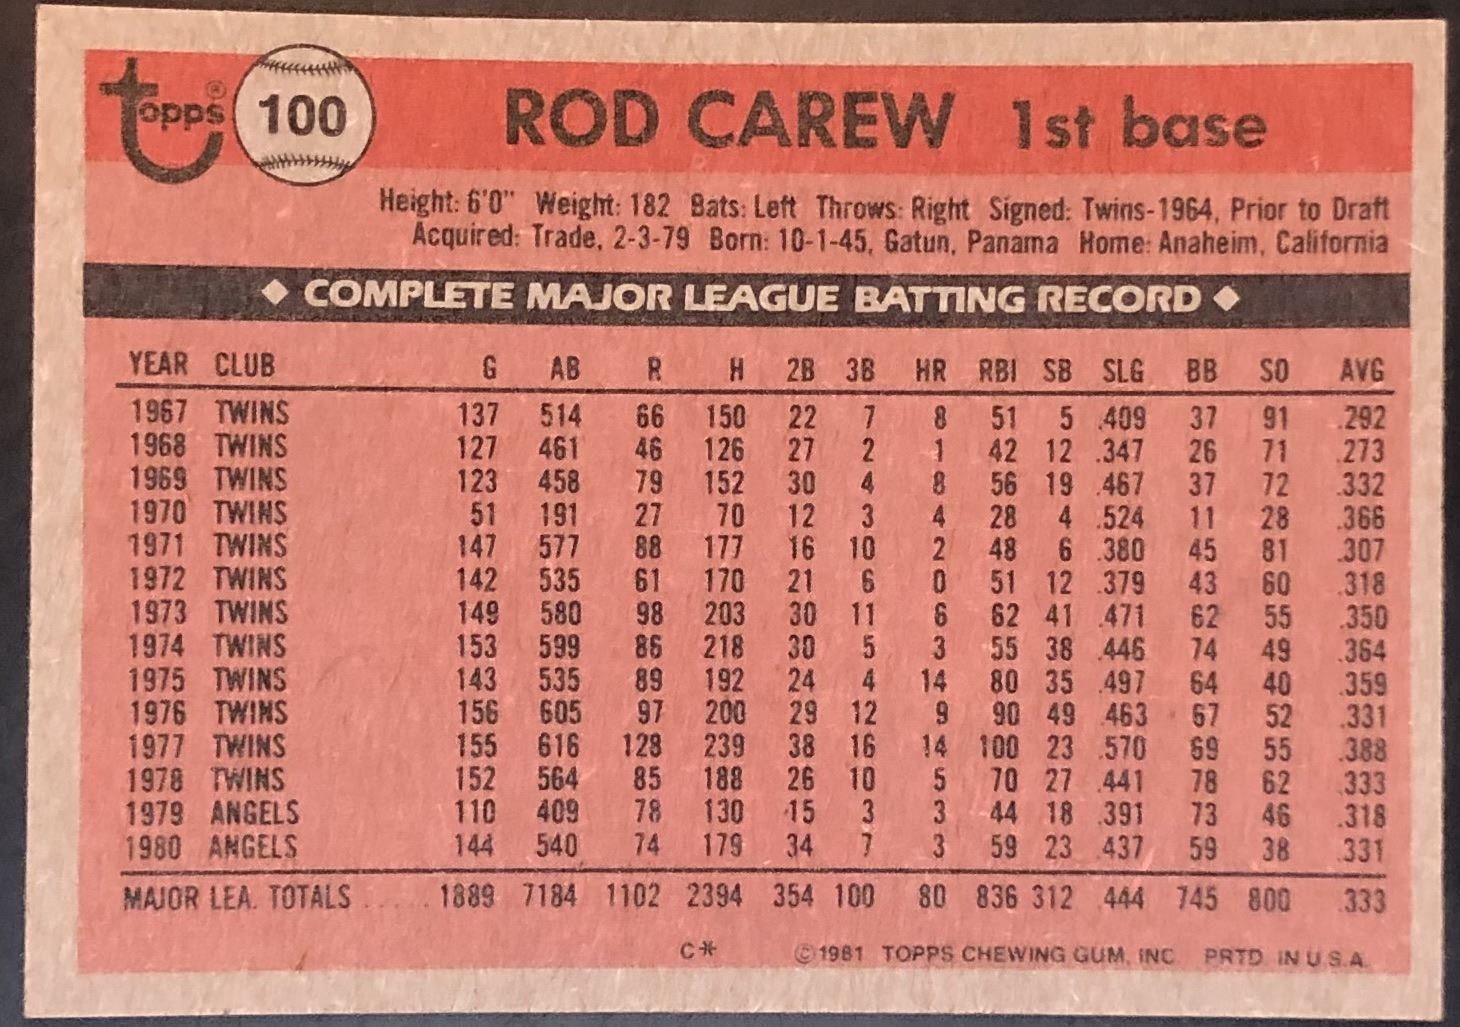 topps® 100 ROD CAREW 1st base
Height: 6'0" Weight: 182 Bats: Left Throws: Right Signed: Twins-1964, Prior to Draft
Acquired: Trade, 2-3-79 Born: 10-1-45, Gatun, Panama Home: Anaheim, California
◆ COMPLETE MAJOR LEAGUE BATTING RECORD ◆
YEAR CLUB G AB R H 2B 3B HR RBI SB SLG BB SO AVG
1967 TWINS 137 514 66 150 22 7 8 51 5 .409 37 91 .292
1968 TWINS 127 461 46 126 27 2 1 42 12 .347 26 71 .273
1969 TWINS 123 458 79 152 30 4 8 56 19 .467 37 72 .332
1970 TWINS 51 191 27 70 12 3 4 28 4 .524 11 28 .366
1971 TWINS 147 577 88 177 16 10 2 48 6 .380 45 81 .307
1972 TWINS 142 535 61 170 21 6 0 51 12 .379 43 60 .318
1973 TWINS 149 580 98 203 30 11 6 62 41 .471 62 55 .350
1974 TWINS 153 599 86 218 30 5 3 55 38 .446 74 49 .364
1975 TWINS 143 535 89 192 24 4 14 80 35 .497 64 40 .359
1976 TWINS 156 605 97 200 29 12 9 90 49 .463 67 52 .331
1977 TWINS 155 616 128 239 38 16 14 100 23 .570 69 55 .388
1978 TWINS 152 564 85 188 26 10 5 70 27 .441 78 62 .333
1979 ANGELS 110 409 78 130 15 3 3 44 18 .391 73 46 .318
1980 ANGELS 144 540 74 179 34 7 3 59 23 .437 59 38 .331
MAJOR LEA. TOTALS ..... 1889 7184 1102 2394 354 100 80 836 312 .444 745 800 .333
C* ©1981 TOPPS CHEWING GUM, INC. PRTD. IN U.S.A.